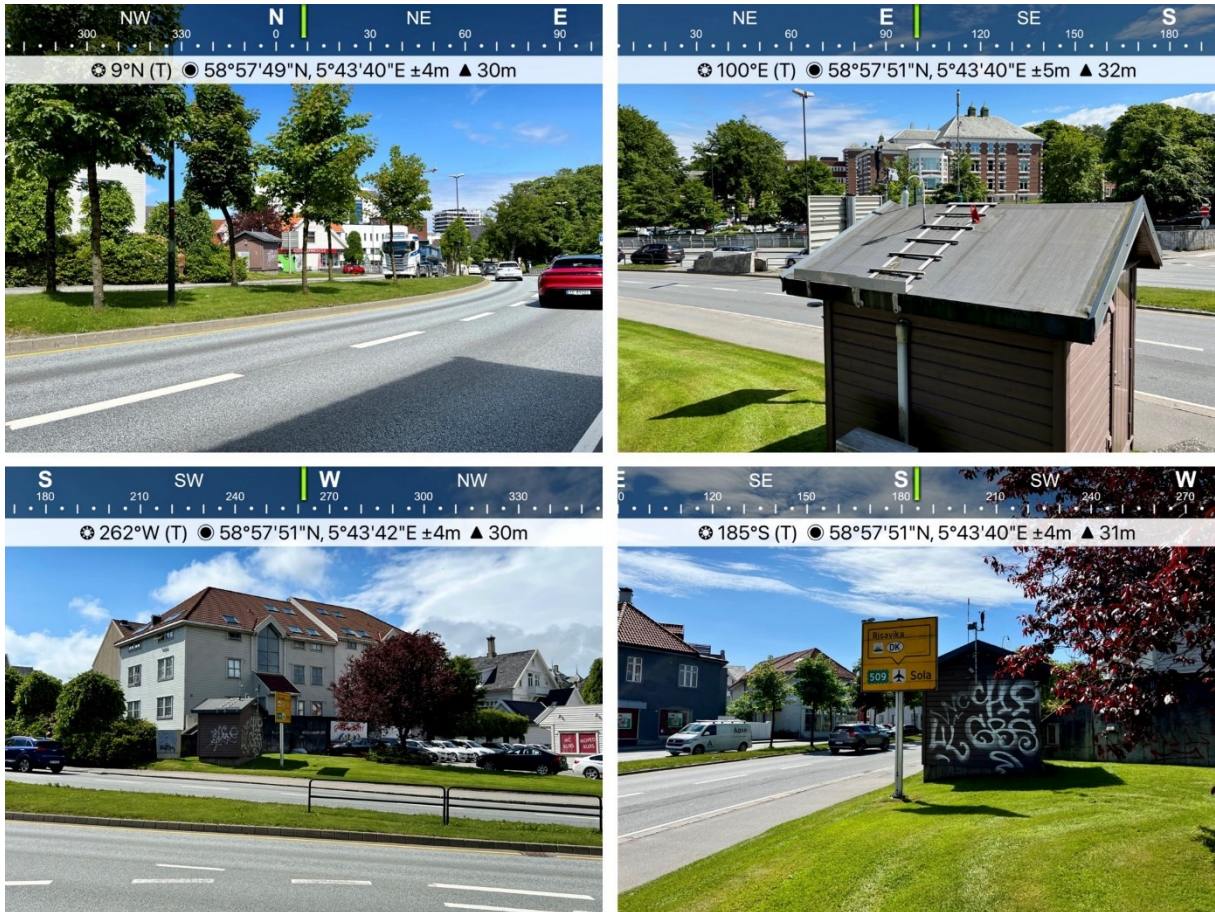 NW N NE E
300 330 0 30 60 90
9°N (T) 58°57'49"N, 5°43'40"E ±4m ▲ 30m
NE E SE S
30 60 120 150 180
100°E (T) 58°57'51"N, 5°43'40"E ±5m ▲ 32m
S SW W NW
180 210 240 270 300 330
262°W (T) 58°57'51"N, 5°43'42"E ±4m ▲ 30m
E SE S SW W
120 150 210 240 270
185°S (T) 58°57'51"N, 5°43'40"E ±4m ▲ 31m
Risavika
DK
509 Sola